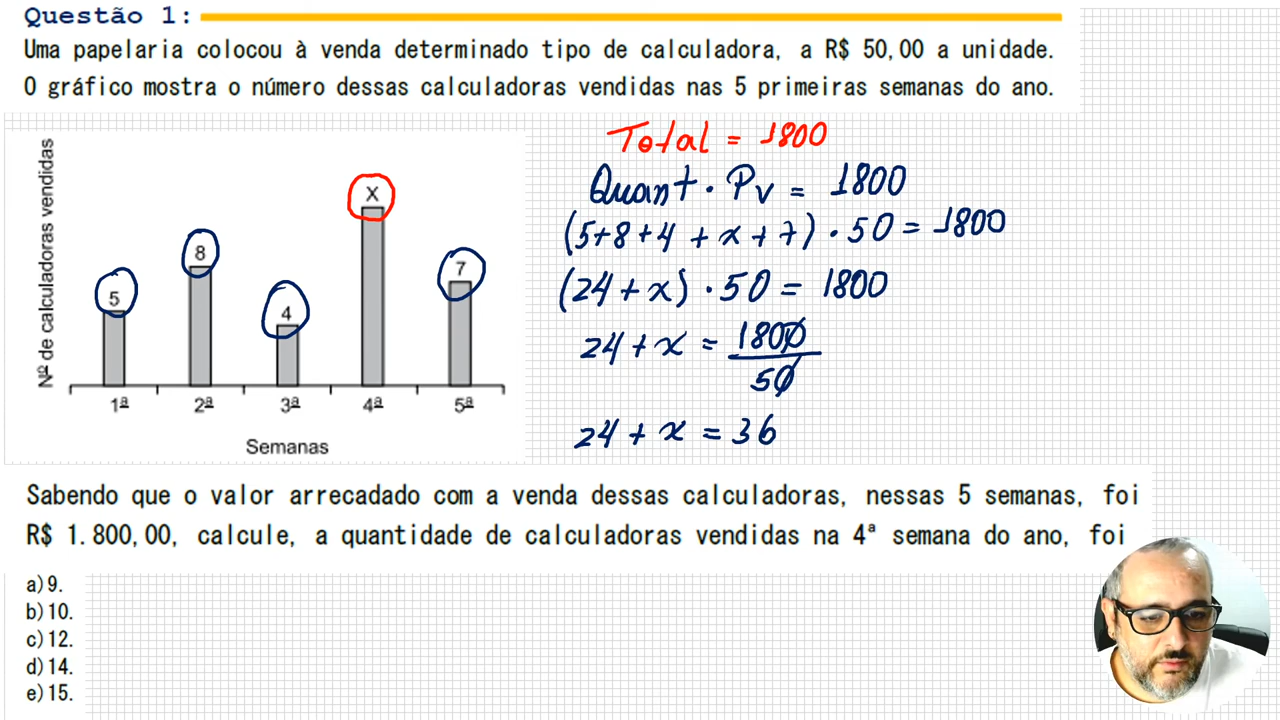 Questão 1:
Uma papelaria colocou à venda determinado tipo de calculadora, a R$ 50,00 a unidade.
O gráfico mostra o número dessas calculadoras vendidas nas 5 primeiras semanas do ano.
Nº de calculadoras vendidas
5
8
4
X
7
1ª
2ª
3ª
4ª
5ª
Semanas
Total = 1800
Quant . Pv = 1800
(5+8+4+x+7) . 50 = 1800
(24+x) . 50 = 1800
24+x = 1800/50
24+x = 36
Sabendo que o valor arrecadado com a venda dessas calculadoras, nessas 5 semanas, foi
R$ 1.800,00, calcule, a quantidade de calculadoras vendidas na 4ª semana do ano, foi
a) 9.
b) 10.
c) 12.
d) 14.
e) 15.